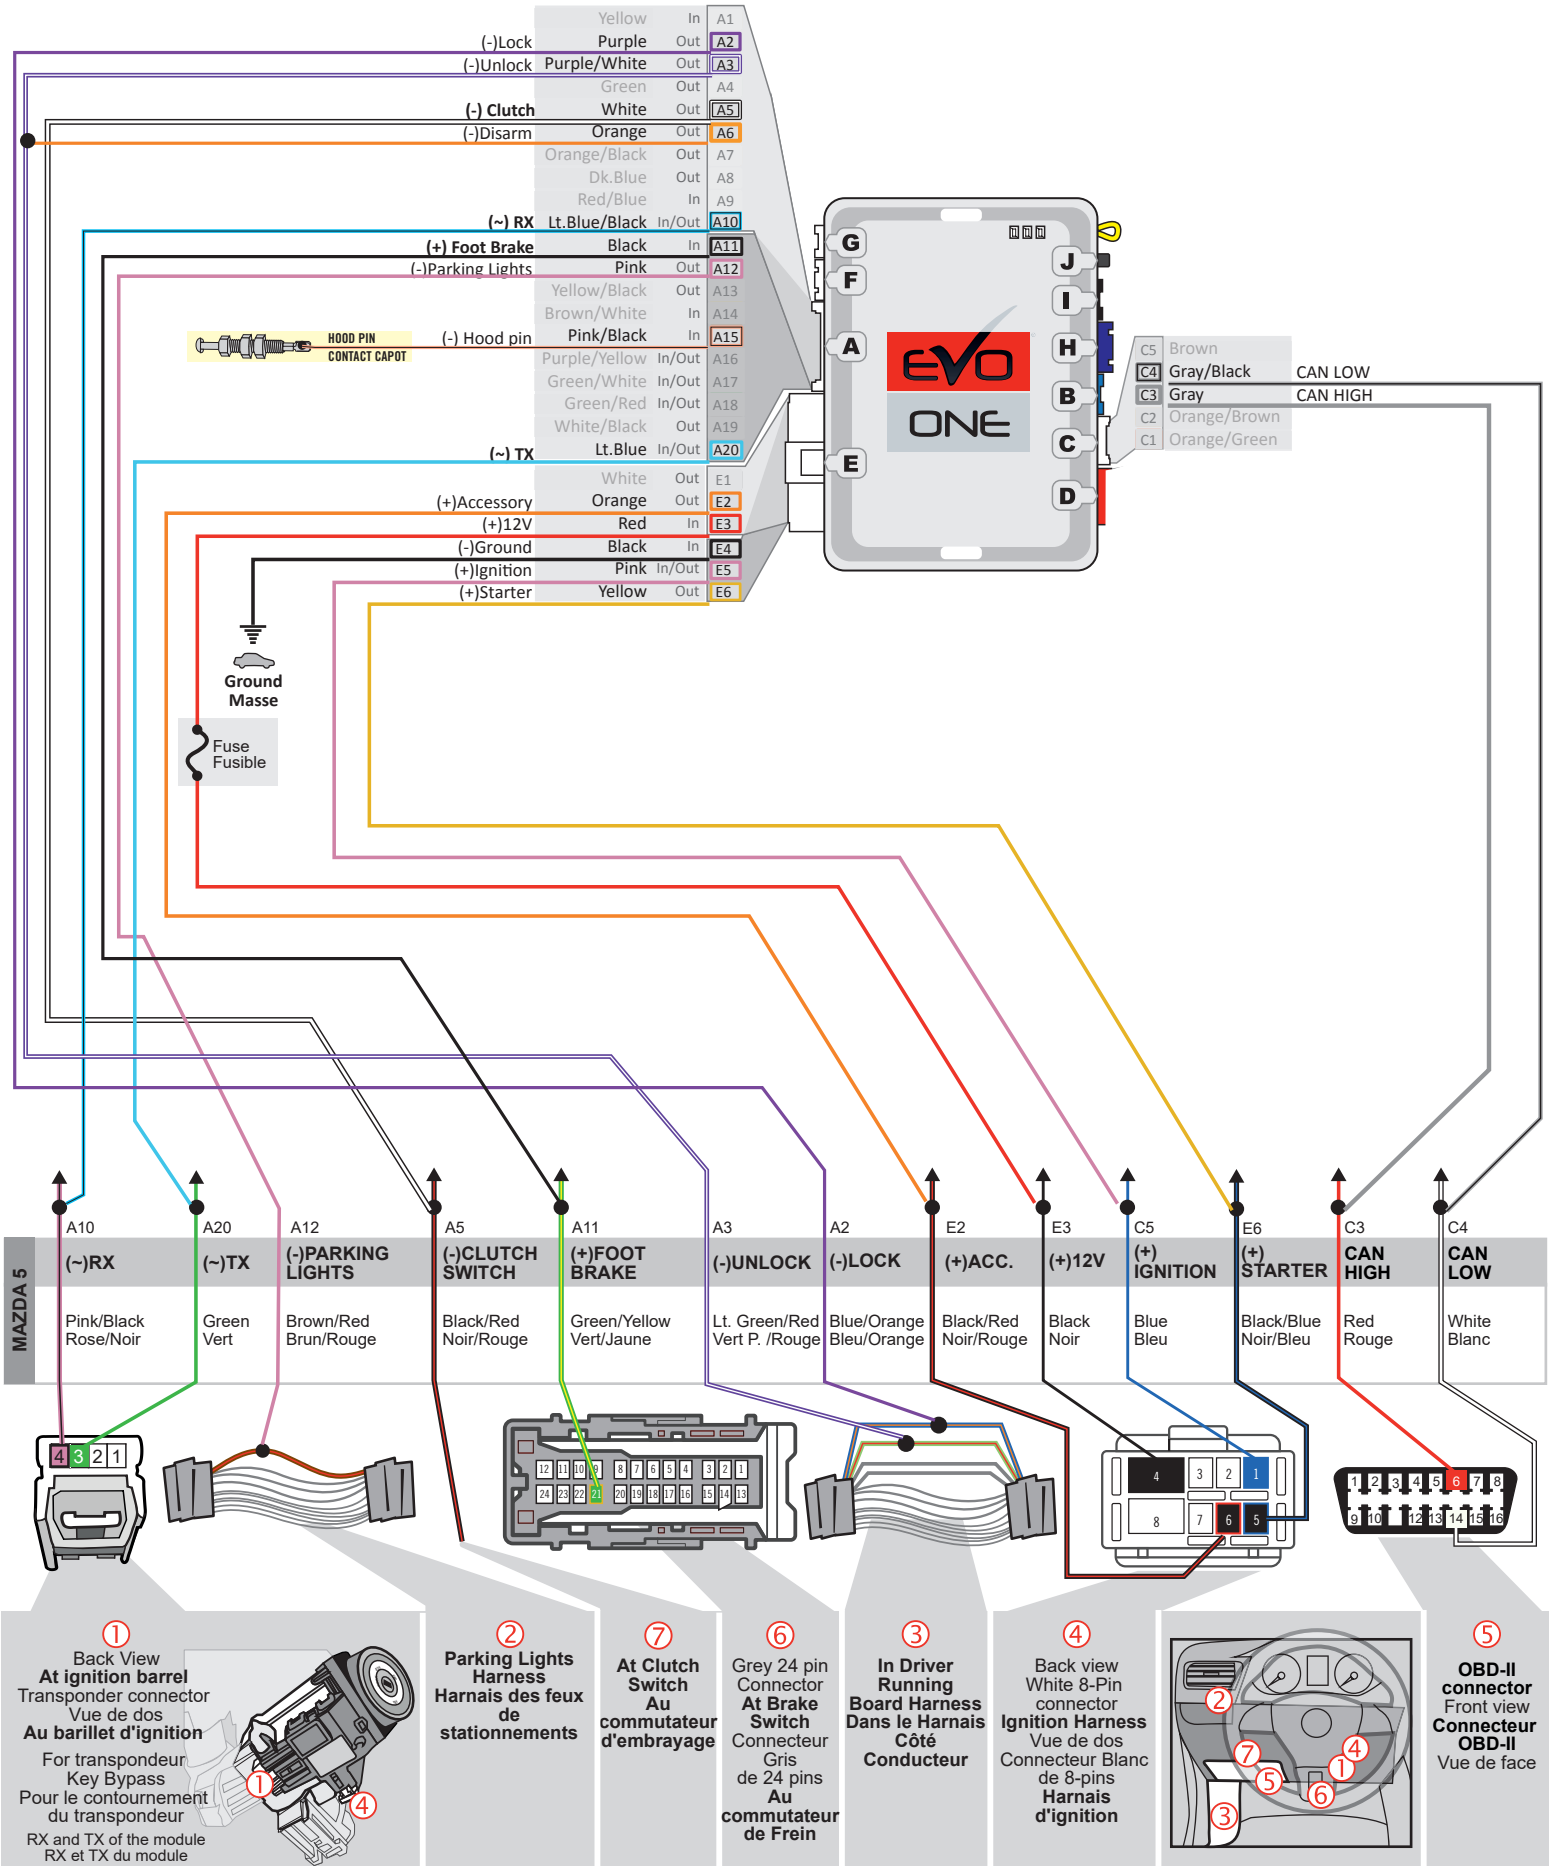 Yellow In A1
(-)Lock Purple Out A2
(-)Unlock Purple/White Out A3
Green Out A4
(-) Clutch White Out A5
(-)Disarm Orange Out A6
Orange/Black Out A7
Dk.Blue Out A8
Red/Blue In A9
(~) RX Lt.Blue/Black In/Out A10
(+) Foot Brake Black In A11
(-)Parking Lights Pink Out A12
Yellow/Black Out A13
Brown/White In A14
(-) Hood pin Pink/Black In A15
HOOD PIN
CONTACT CAPOT
Purple/Yellow In/Out A16
Green/White In/Out A17
Green/Red In/Out A18
White/Black Out A19
(~) TX Lt.Blue In/Out A20
White Out E1
(+)Accessory Orange Out E2
(+)12V Red In E3
(-)Ground Black In E4
(+)Ignition Pink In/Out E5
(+)Starter Yellow Out E6
G
F
A
E
J
I
H
B
C
D
EVO
ONE
C5 Brown
C4 Gray/Black CAN LOW
C3 Gray CAN HIGH
C2 Orange/Brown
C1 Orange/Green
Ground
Masse
Fuse
Fusible
MAZDA 5
A10
(~)RX
Pink/Black
Rose/Noir
A20
(~)TX
Green
Vert
A12
(-)PARKING
LIGHTS
Brown/Red
Brun/Rouge
A5
(-)CLUTCH
SWITCH
Black/Red
Noir/Rouge
A11
(+)FOOT
BRAKE
Green/Yellow
Vert/Jaune
A3
(-)UNLOCK
Lt. Green/Red
Vert P. /Rouge
A2
(-)LOCK
Blue/Orange
Bleu/Orange
E2
(+)ACC.
Black/Red
Noir/Rouge
E3
(+)12V
Black
Noir
C5
(+)
IGNITION
Blue
Bleu
E6
(+)
STARTER
Black/Blue
Noir/Bleu
C3
CAN
HIGH
Red
Rouge
C4
CAN
LOW
White
Blanc
4 3 2 1
12 11 10 9 8 7 6 5 4 3 2 1
24 23 22 21 20 19 18 17 16 15 14 13
4 3 2 1
8 7 6 5
1 2 3 4 5 6 7 8
9 10 12 13 14 15 16
1
Back View
At ignition barrel
Transponder connector
Vue de dos
Au barillet d'ignition
For transpondeur
Key Bypass
Pour le contournement
du transpondeur
RX and TX of the module
RX et TX du module
1
4
2
Parking Lights
Harness
Harnais des feux
de
stationnements
7
At Clutch
Switch
Au
commutateur
d'embrayage
6
Grey 24 pin
Connector
At Brake
Switch
Connecteur
Gris
de 24 pins
Au
commutateur
de Frein
3
In Driver
Running
Board Harness
Dans le Harnais
Côté
Conducteur
4
Back view
White 8-Pin
connector
Ignition Harness
Vue de dos
Connecteur Blanc
de 8-pins
Harnais
d'ignition
2
7
4
1
5
6
3
5
OBD-II
connector
Front view
Connecteur
OBD-II
Vue de face